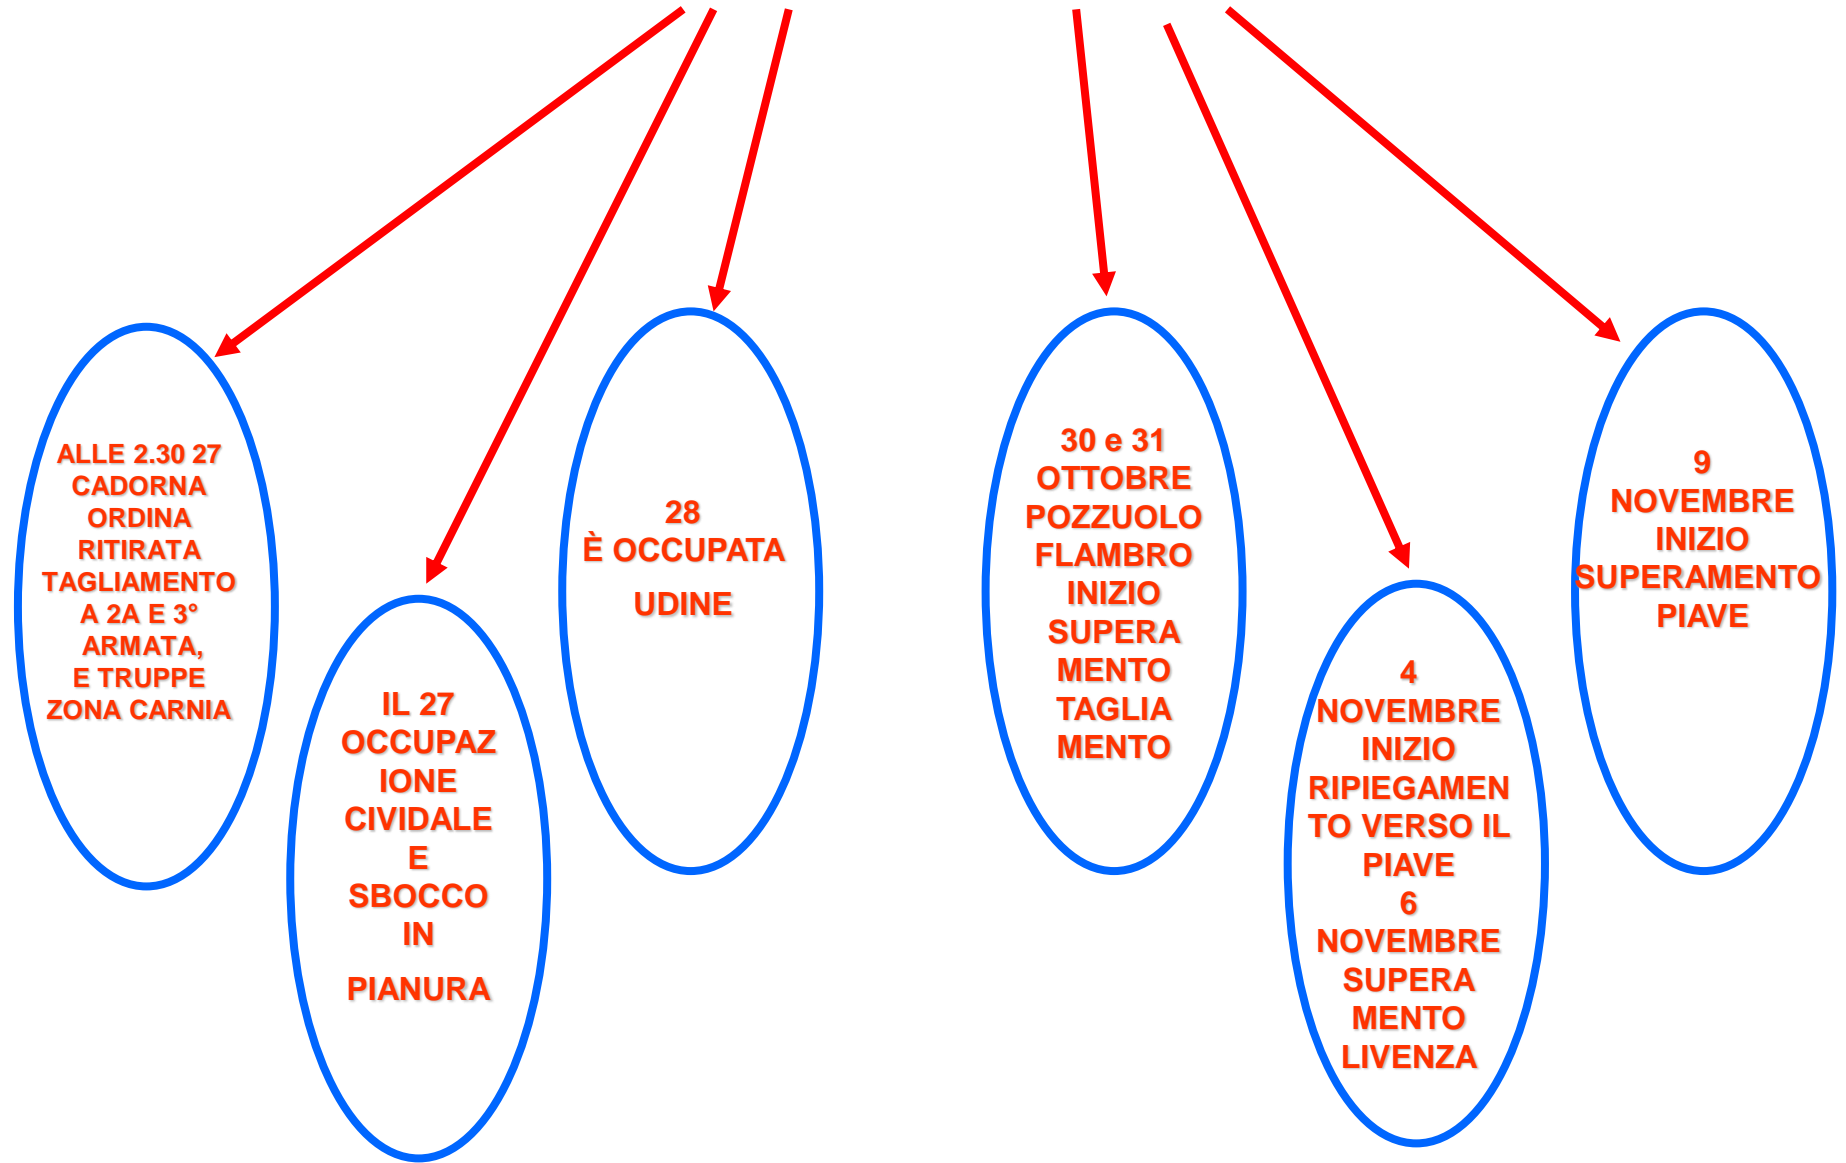 ALLE 2.30 27
CADORNA
ORDINA
RITIRATA
TAGLIAMENTO
A 2A E 3°
ARMATA,
E TRUPPE
ZONA CARNIA
IL 27
OCCUPAZ
IONE
CIVIDALE
E
SBOCCO
IN
PIANURA
28
È OCCUPATA
UDINE
30 e 31
OTTOBRE
POZZUOLO
FLAMBRO
INIZIO
SUPERA
MENTO
TAGLIA
MENTO
4
NOVEMBRE
INIZIO
RIPIEGAMEN
TO VERSO IL
PIAVE
6
NOVEMBRE
SUPERA
MENTO
LIVENZA
9
NOVEMBRE
INIZIO
SUPERAMENTO
PIAVE